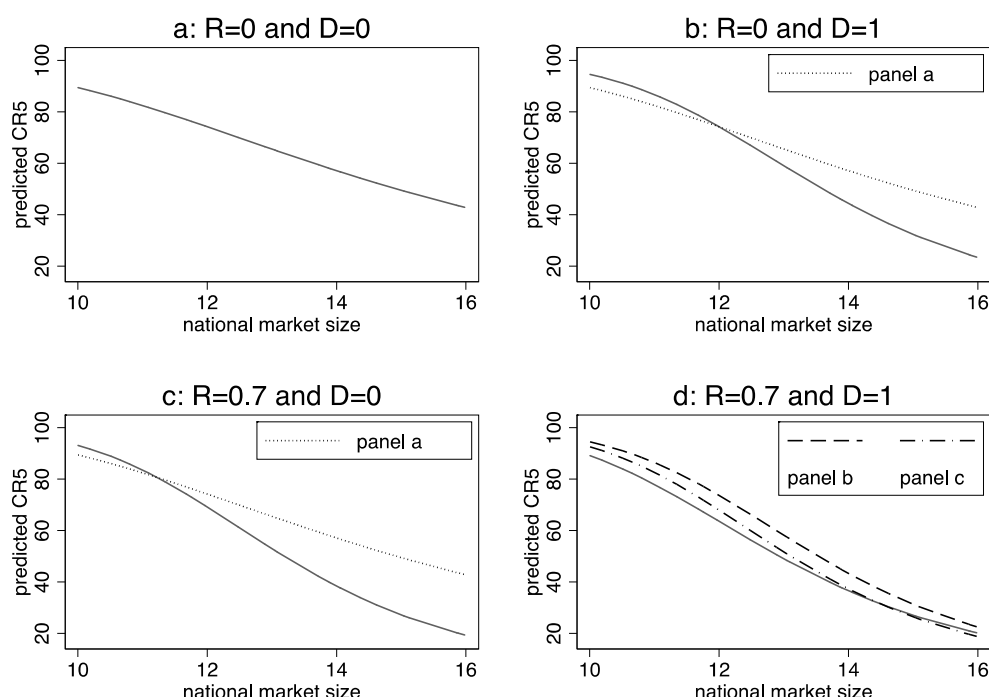 a: R=0 and D=0
predicted CR5
100
80
60
40
20
10 12 14 16
national market size
b: R=0 and D=1
panel a
predicted CR5
100
80
60
40
20
10 12 14 16
national market size
c: R=0.7 and D=0
panel a
predicted CR5
100
80
60
40
20
10 12 14 16
national market size
d: R=0.7 and D=1
panel b panel c
predicted CR5
100
80
60
40
20
10 12 14 16
national market size